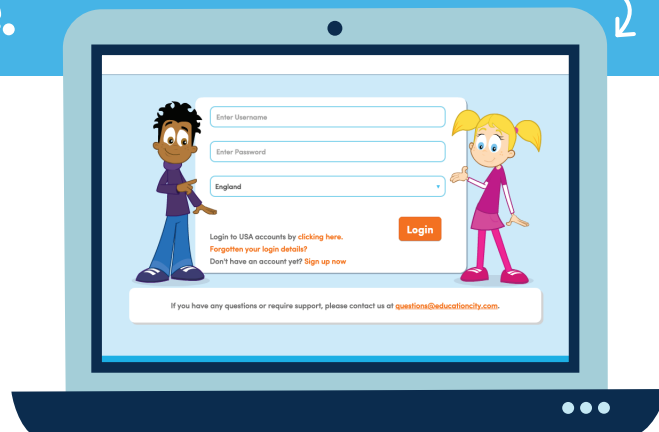 Enter Username
Enter Password
England
Login
Login to USA accounts by clicking here.
Forgotten your login details?
Don't have an account yet? Sign up now
If you have any questions or require support, please contact us at questions@educationcity.com.